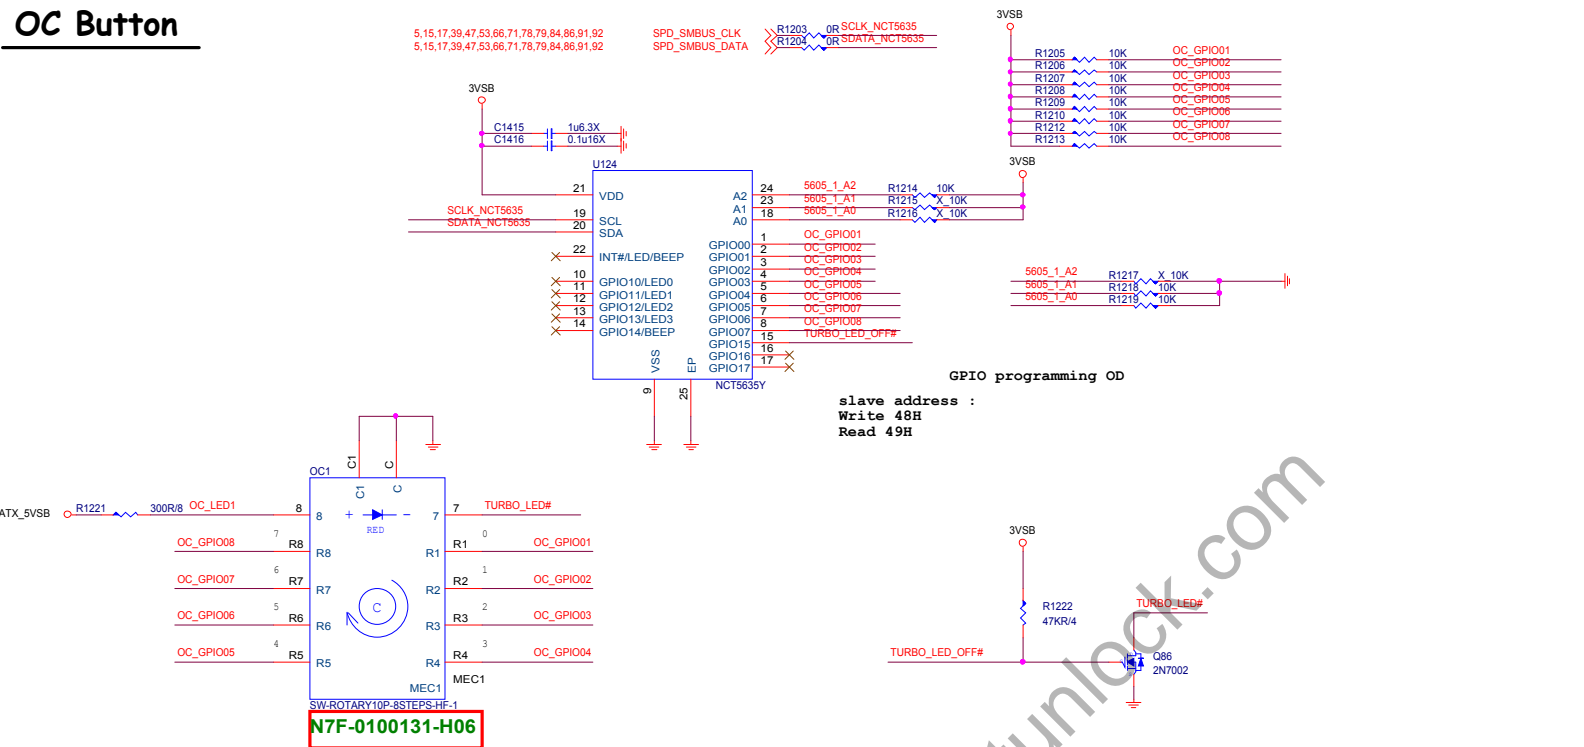 OC Button
5,15,17,39,47,53,66,71,78,79,84,86,91,92 SPD_SMBUS_CLK R1203 0R SCLK_NCT5635
5,15,17,39,47,53,66,71,78,79,84,86,91,92 SPD_SMBUS_DATA R1204 0R SDATA_NCT5635
3VSB
R1205 10K OC_GPIO01
R1206 10K OC_GPIO02
R1207 10K OC_GPIO03
R1208 10K OC_GPIO04
R1209 10K OC_GPIO05
R1210 10K OC_GPIO06
R1212 10K OC_GPIO07
R1213 10K OC_GPIO08
3VSB
C1415 1u6.3X
C1416 0.1u16X
U124
21 VDD
SCLK_NCT5635 19 SCL
SDATA_NCT5635 20 SDA
22 INT#/LED/BEEP
10 GPIO10/LED0
11 GPIO11/LED1
12 GPIO12/LED2
13 GPIO13/LED3
14 GPIO14/BEEP
3VSB
A2 24 5605_1_A2 R1214 10K
A1 23 5605_1_A1 R1215 X_10K
A0 18 5605_1_A0 R1216 X_10K
GPIO00 1 OC_GPIO01
GPIO01 2 OC_GPIO02
GPIO02 3 OC_GPIO03
GPIO03 4 OC_GPIO04
GPIO04 5 OC_GPIO05
GPIO05 6 OC_GPIO06
GPIO06 7 OC_GPIO07
GPIO07 8 OC_GPIO08
GPIO15 15 TURBO_LED_OFF#
GPIO16 16
GPIO17 17
VSS EP
9 25
NCT5635Y
5605_1_A2 R1217 X_10K
5605_1_A1 R1218 10K
5605_1_A0 R1219 10K
GPIO programming OD
slave address :
Write 48H
Read 49H
OC1
C1 C
C1 C
ATX_5VSB R1221 300R/8 OC_LED1 8 8 + - 7 7 TURBO_LED#
RED
OC_GPIO08 7 R8 R8 R1 R1 0 OC_GPIO01
OC_GPIO07 6 R7 R7 R2 R2 1 OC_GPIO02
C
OC_GPIO06 5 R6 R6 R3 R3 2 OC_GPIO03
OC_GPIO05 4 R5 R5 R4 R4 3 OC_GPIO04
MEC1 MEC1
SW-ROTARY10P-8STEPS-HF-1
N7F-0100131-H06
3VSB
R1222
47KR/4
TURBO_LED_OFF#
TURBO_LED#
Q86
2N7002
tunlock.com